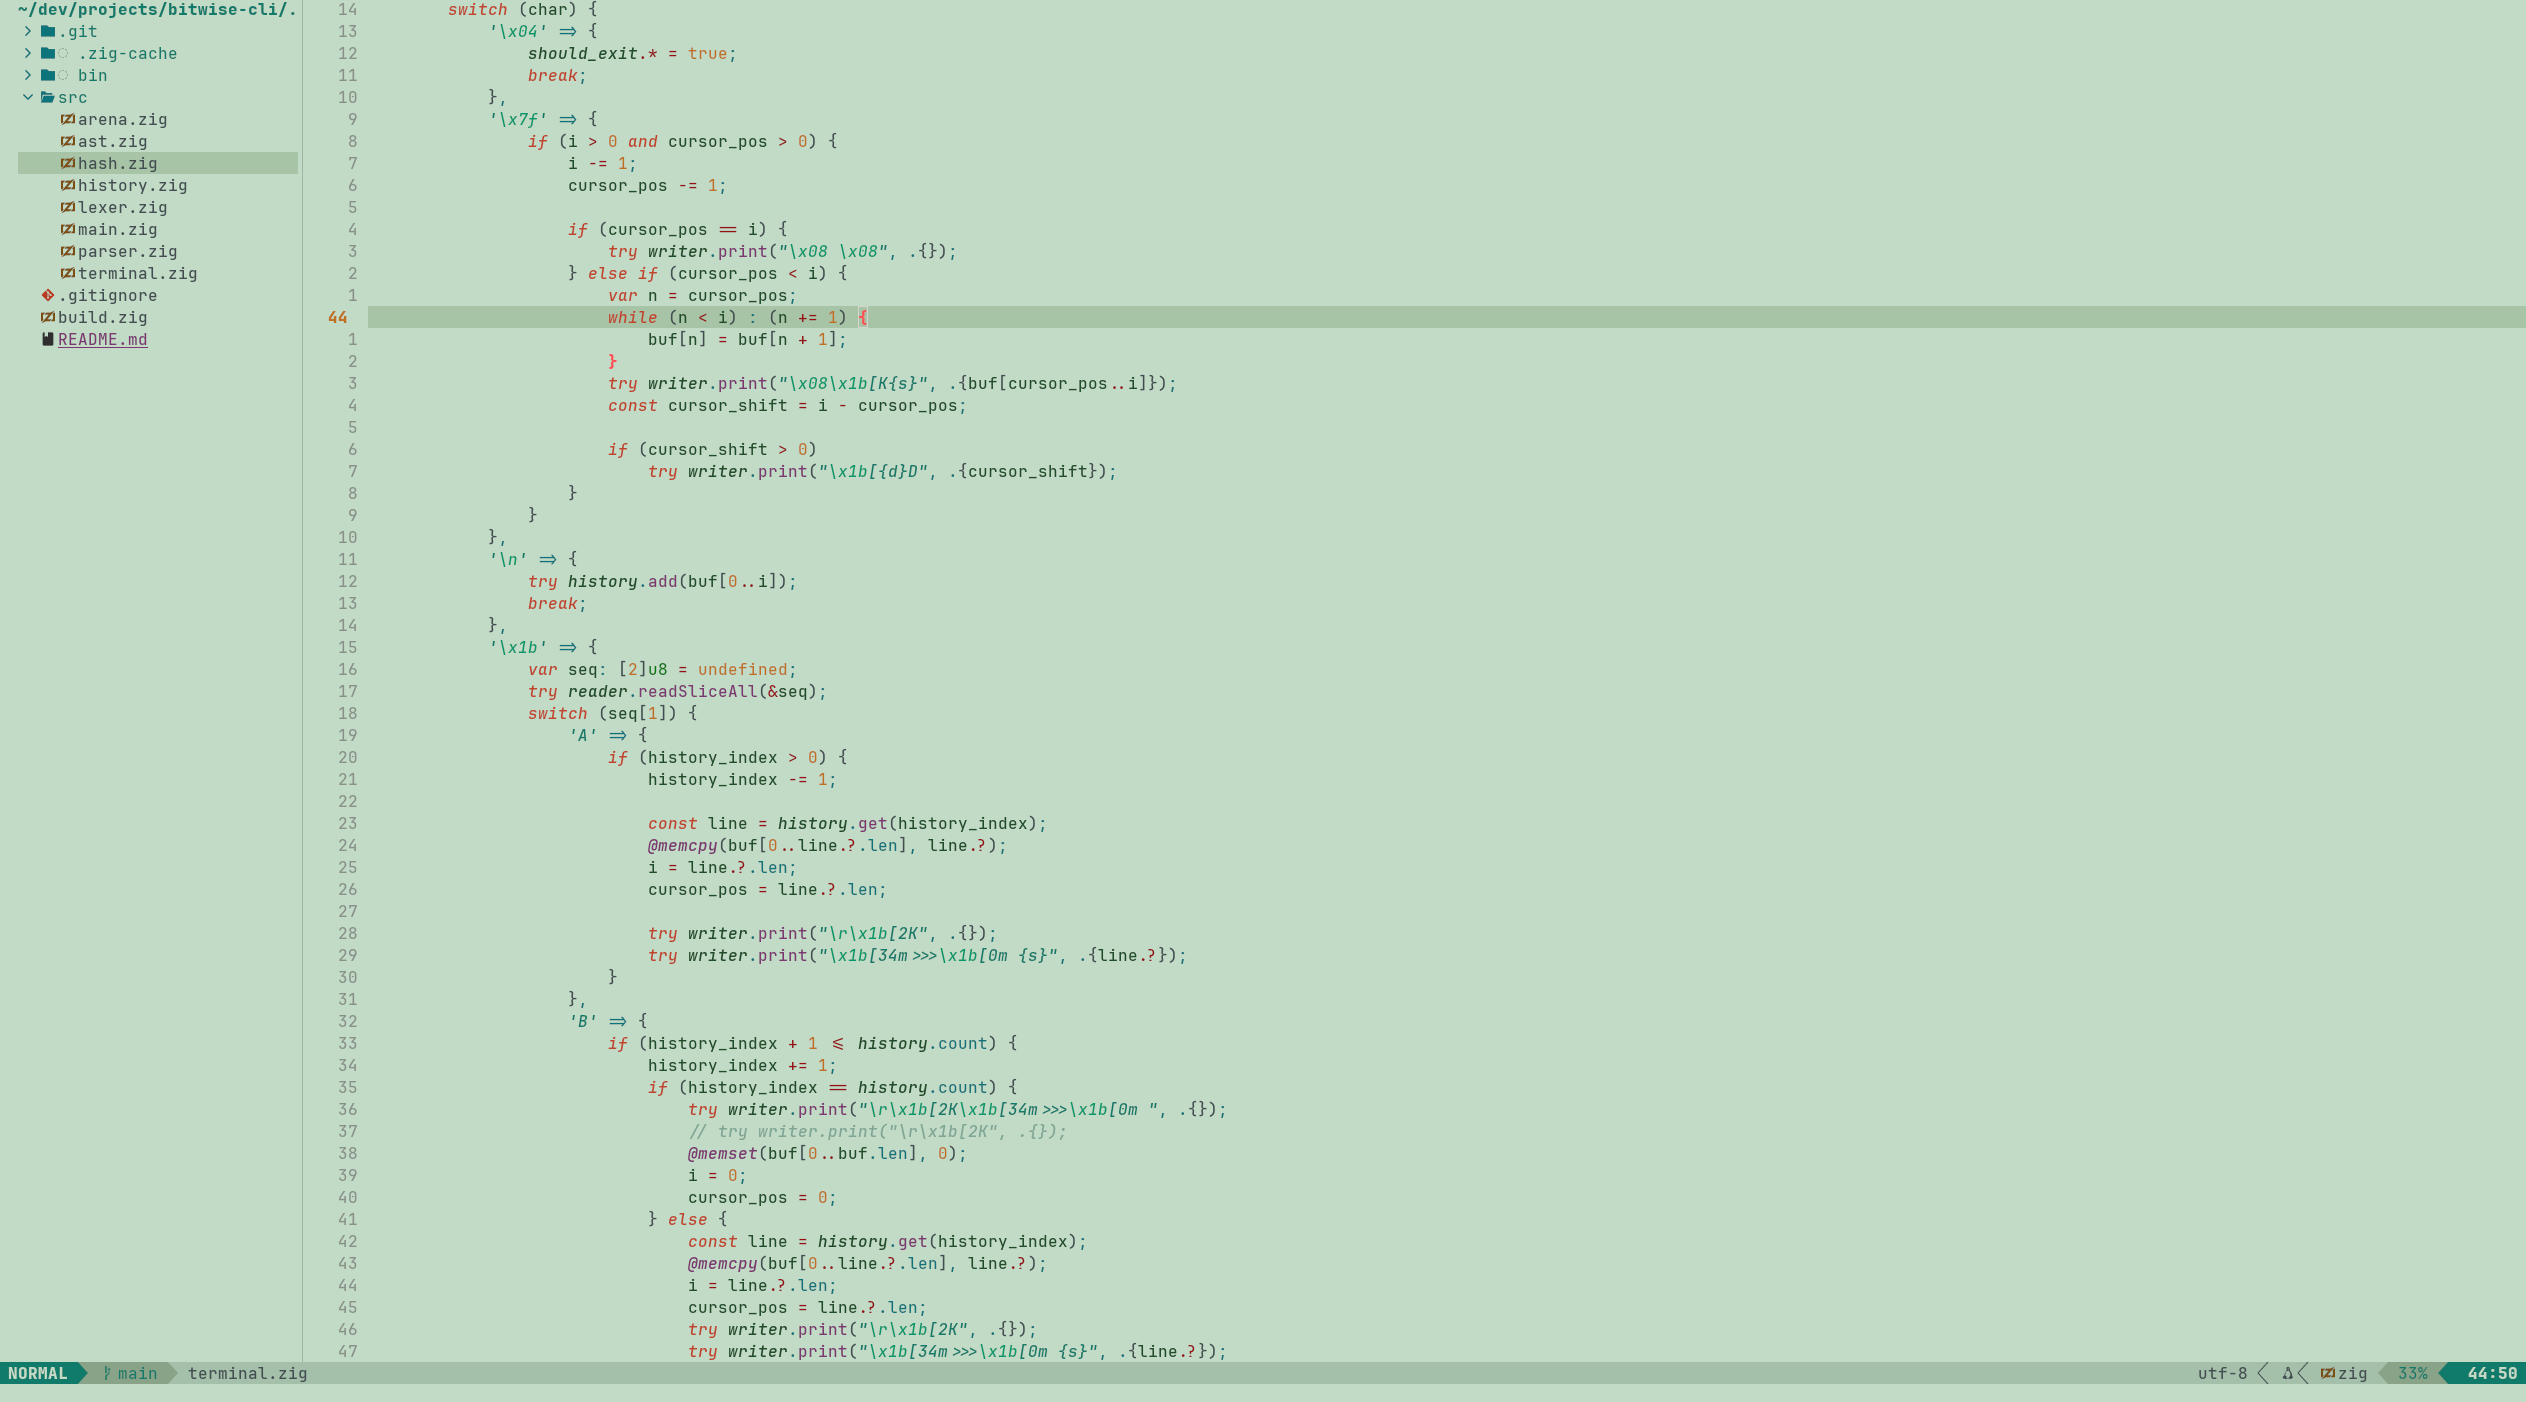 ~/dev/projects/bitwise-cli/.
.git
.zig-cache
bin
src
arena.zig
ast.zig
hash.zig
history.zig
lexer.zig
main.zig
parser.zig
terminal.zig
.gitignore
build.zig
README.md
14         switch (char) {
13             '\x04' => {
12                 should_exit.* = true;
11                 break;
10             },
9             '\x7f' => {
8                 if (i > 0 and cursor_pos > 0) {
7                     i -= 1;
6                     cursor_pos -= 1;
5
4                     if (cursor_pos == i) {
3                         try writer.print("\x08 \x08", .{});
2                     } else if (cursor_pos < i) {
1                         var n = cursor_pos;
44                         while (n < i) : (n += 1) {
1                             buf[n] = buf[n + 1];
2                         }
3                         try writer.print("\x08\x1b[K{s}", .{buf[cursor_pos..i]});
4                         const cursor_shift = i - cursor_pos;
5
6                         if (cursor_shift > 0)
7                             try writer.print("\x1b[{d}D", .{cursor_shift});
8                     }
9                 }
10             },
11             '\n' => {
12                 try history.add(buf[0..i]);
13                 break;
14             },
15             '\x1b' => {
16                 var seq: [2]u8 = undefined;
17                 try reader.readSliceAll(&seq);
18                 switch (seq[1]) {
19                     'A' => {
20                         if (history_index > 0) {
21                             history_index -= 1;
22
23                             const line = history.get(history_index);
24                             @memcpy(buf[0..line.?.len], line.?);
25                             i = line.?.len;
26                             cursor_pos = line.?.len;
27
28                             try writer.print("\r\x1b[2K", .{});
29                             try writer.print("\x1b[34m>>>\x1b[0m {s}", .{line.?});
30                         }
31                     },
32                     'B' => {
33                         if (history_index + 1 <= history.count) {
34                             history_index += 1;
35                             if (history_index == history.count) {
36                                 try writer.print("\r\x1b[2K\x1b[34m>>>\x1b[0m ", .{});
37                                 // try writer.print("\r\x1b[2K", .{});
38                                 @memset(buf[0..buf.len], 0);
39                                 i = 0;
40                                 cursor_pos = 0;
41                             } else {
42                                 const line = history.get(history_index);
43                                 @memcpy(buf[0..line.?.len], line.?);
44                                 i = line.?.len;
45                                 cursor_pos = line.?.len;
46                                 try writer.print("\r\x1b[2K", .{});
47                                 try writer.print("\x1b[34m>>>\x1b[0m {s}", .{line.?});
NORMAL main terminal.zig utf-8 zig 33% 44:50